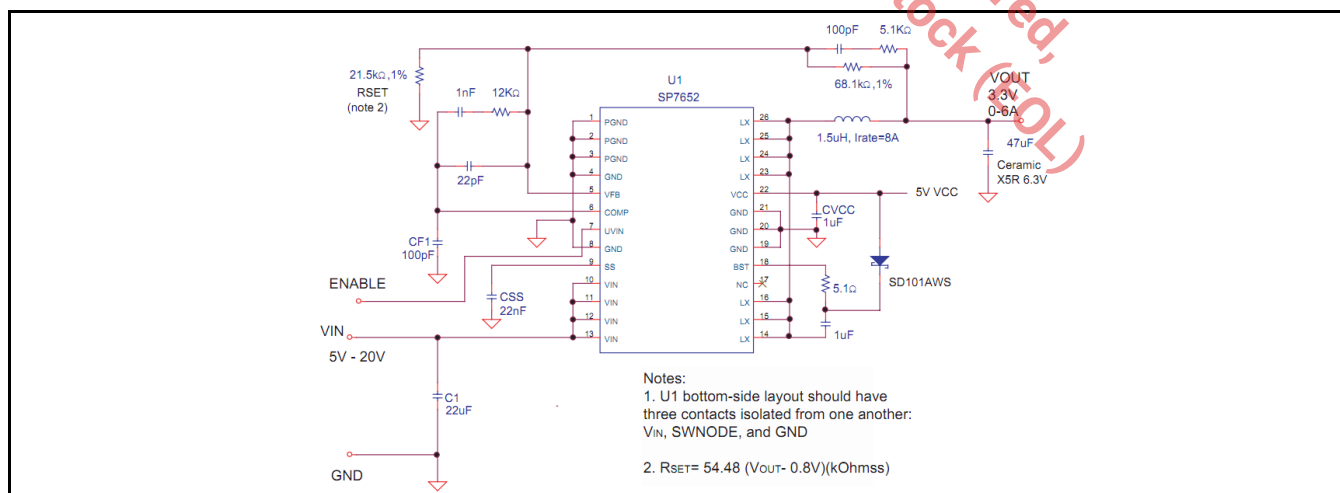 red,
tock (EOL)
100pF
5.1KΩ
68.1kΩ,1%
21.5kΩ,1%
RSET
(note 2)
1nF
12KΩ
22pF
CF1
100pF
U1
SP7652
1 PGND
2 PGND
3 PGND
4 GND
5 VFB
6 COMP
7 UVIN
8 GND
9 SS
10 VIN
11 VIN
12 VIN
13 VIN
LX 26
LX 25
LX 24
LX 23
VCC 22
GND 21
GND 20
GND 19
BST 18
NC 17
LX 16
LX 15
LX 14
1.5uH, Irate=8A
VOUT
3.3V
0-6A
47uF
Ceramic
X5R 6.3V
5V VCC
CVCC
1uF
SD101AWS
5.1Ω
1uF
ENABLE
CSS
22nF
VIN
5V - 20V
C1
22uF
GND
Notes:
1. U1 bottom-side layout should have
three contacts isolated from one another:
VIN, SWNODE, and GND
2. RSET= 54.48 (VOUT- 0.8V)(kOhmss)